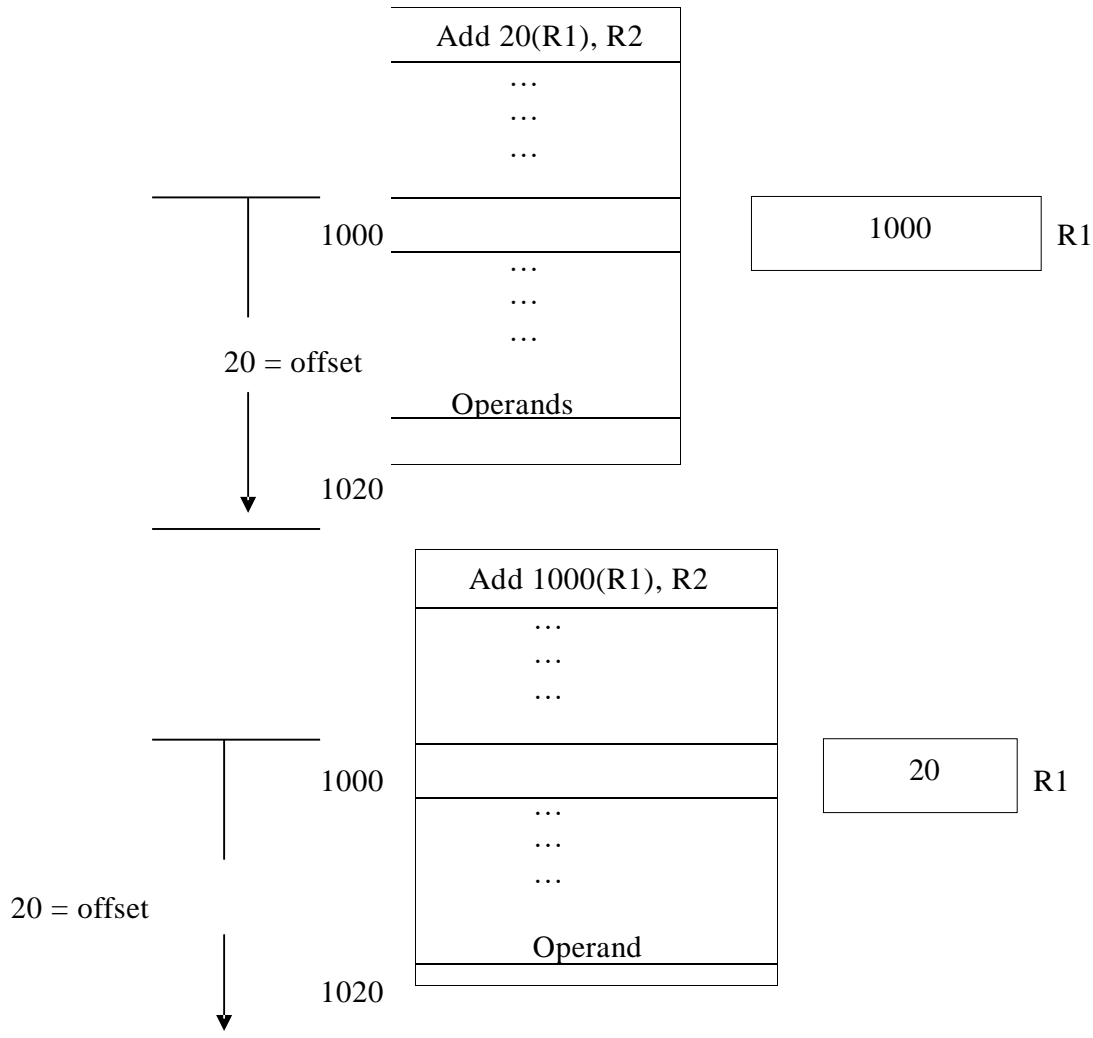 Add 20(R1), R2
…
…
…
1000
1000
R1
…
…
…
20 = offset
Operands
1020
Add 1000(R1), R2
…
…
…
1000
20
R1
…
…
…
20 = offset
Operand
1020